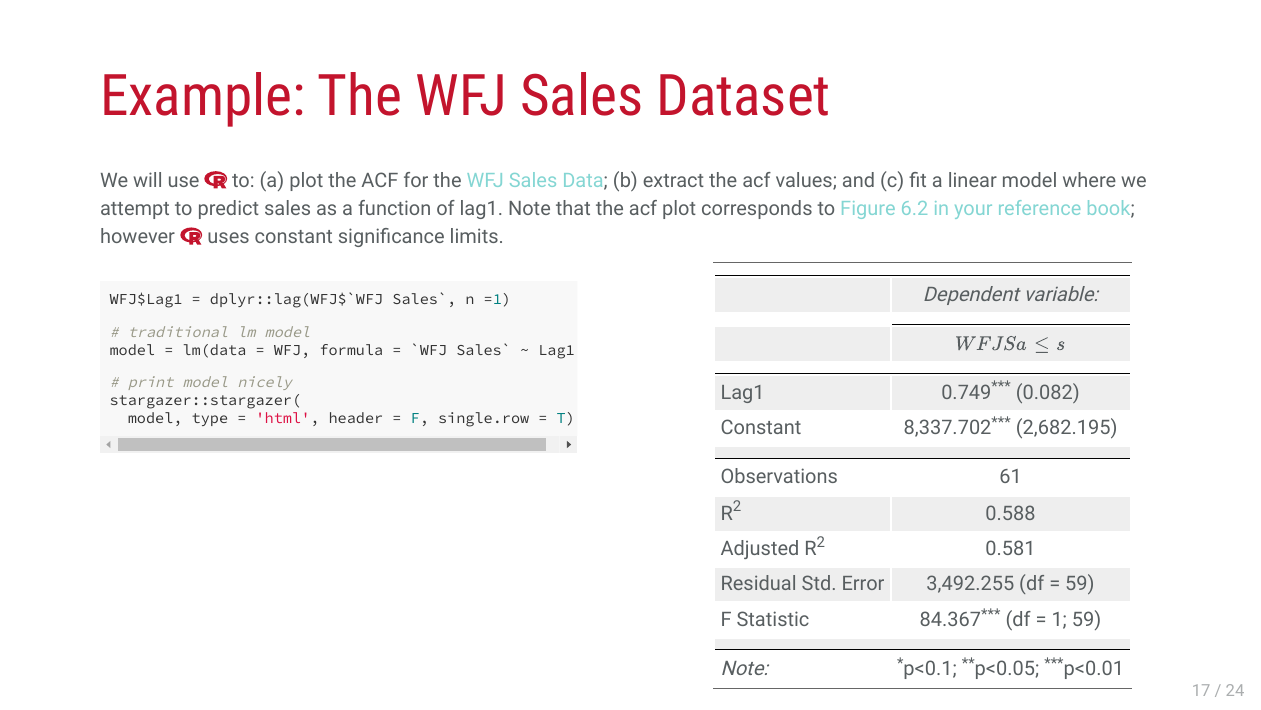 Example: The WFJ Sales Dataset
We will use R to: (a) plot the ACF for the WFJ Sales Data; (b) extract the acf values; and (c) fit a linear model where we
attempt to predict sales as a function of lag1. Note that the acf plot corresponds to Figure 6.2 in your reference book;
however R uses constant significance limits.
WFJ$Lag1 = dplyr::lag(WFJ$`WFJ Sales`, n =1)
# traditional lm model
model = lm(data = WFJ, formula = `WFJ Sales` ~ Lag1
# print model nicely
stargazer::stargazer(
model, type = 'html', header = F, single.row = T)
Dependent variable:
WFJSa ≤ s
Lag1 0.749*** (0.082)
Constant 8,337.702*** (2,682.195)
Observations 61
R2 0.588
Adjusted R2 0.581
Residual Std. Error 3,492.255 (df = 59)
F Statistic 84.367*** (df = 1; 59)
Note: *p<0.1; **p<0.05; ***p<0.01
17 / 24